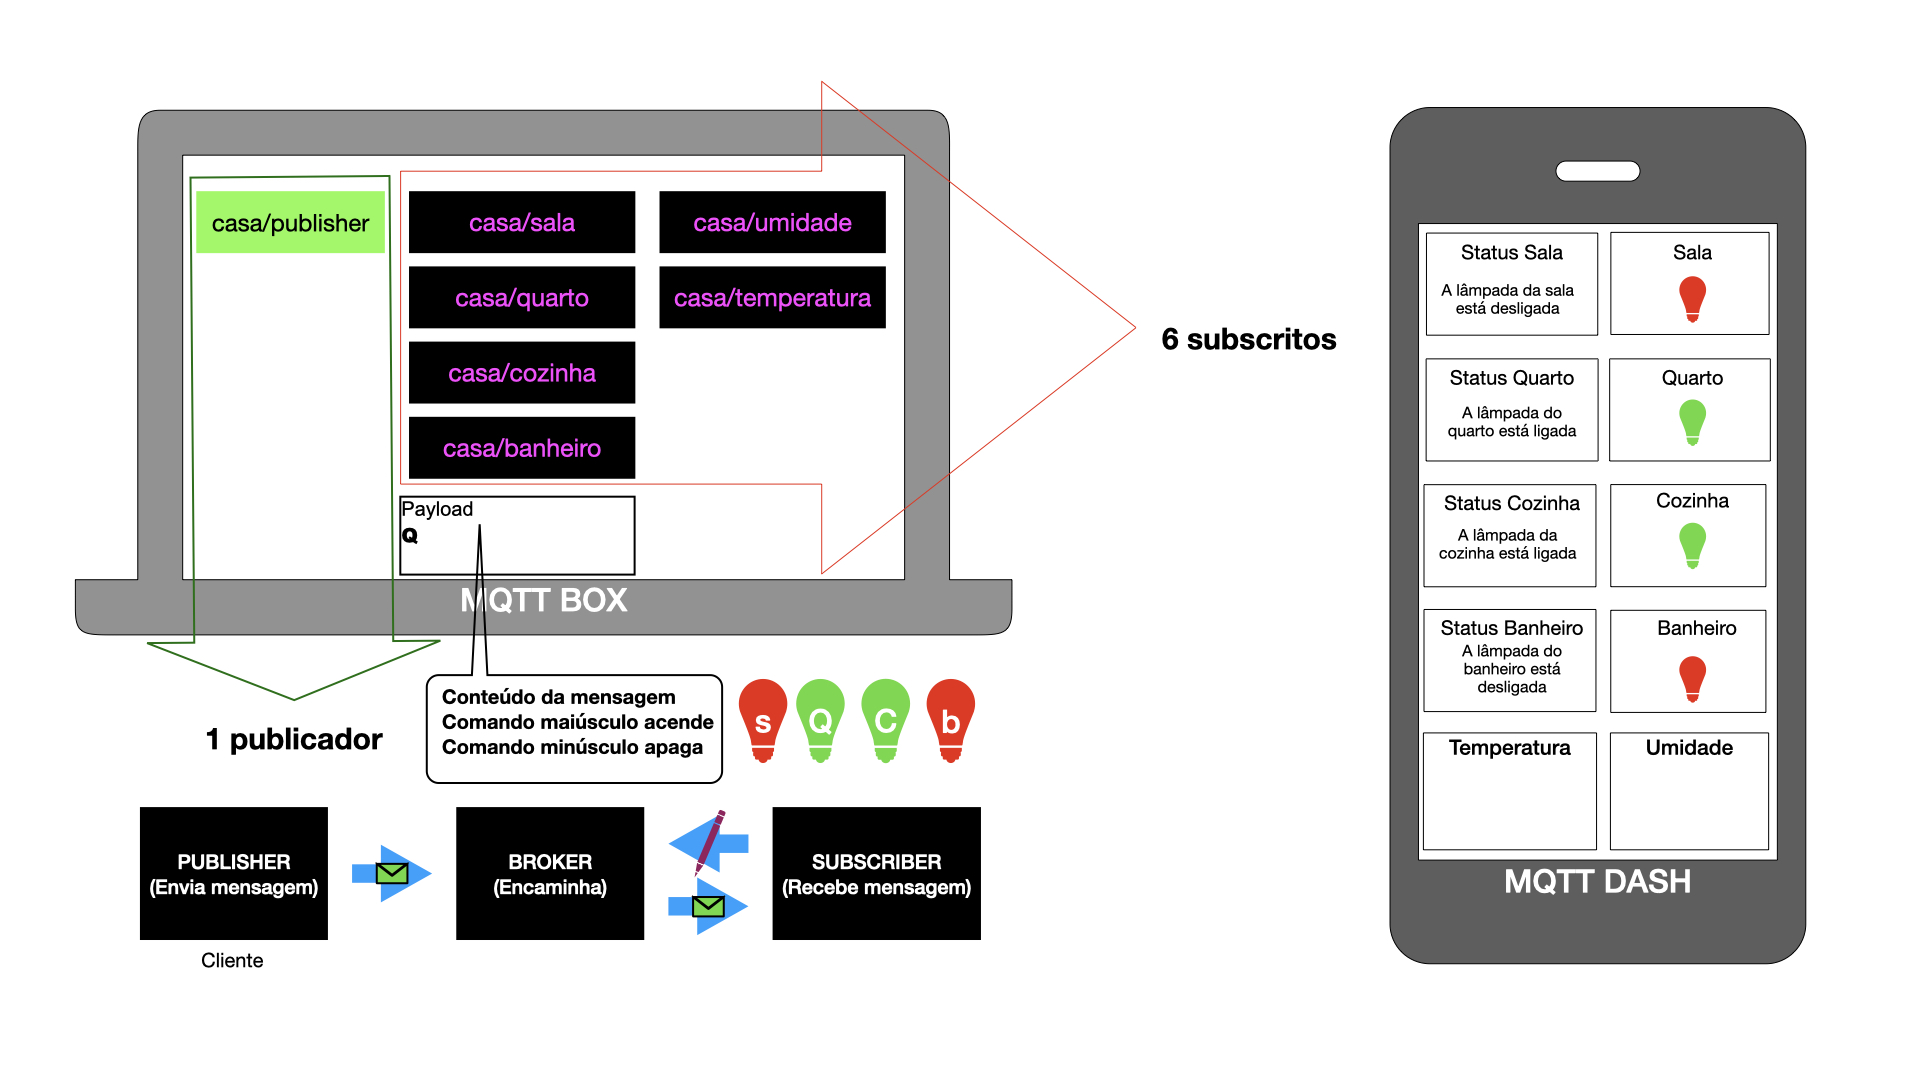 casa/publisher
casa/sala
casa/umidade
casa/quarto
casa/temperatura
casa/cozinha
casa/banheiro
Payload
Q
MQTT BOX
6 subscritos
1 publicador
Conteúdo da mensagem
Comando maiúsculo acende
Comando minúsculo apaga
s
Q
C
b
PUBLISHER
(Envia mensagem)
BROKER
(Encaminha)
SUBSCRIBER
(Recebe mensagem)
Cliente
Status Sala
A lâmpada da sala
está desligada
Sala
Status Quarto
A lâmpada do
quarto está ligada
Quarto
Status Cozinha
A lâmpada da
cozinha está ligada
Cozinha
Status Banheiro
A lâmpada do
banheiro está
desligada
Banheiro
Temperatura
Umidade
MQTT DASH